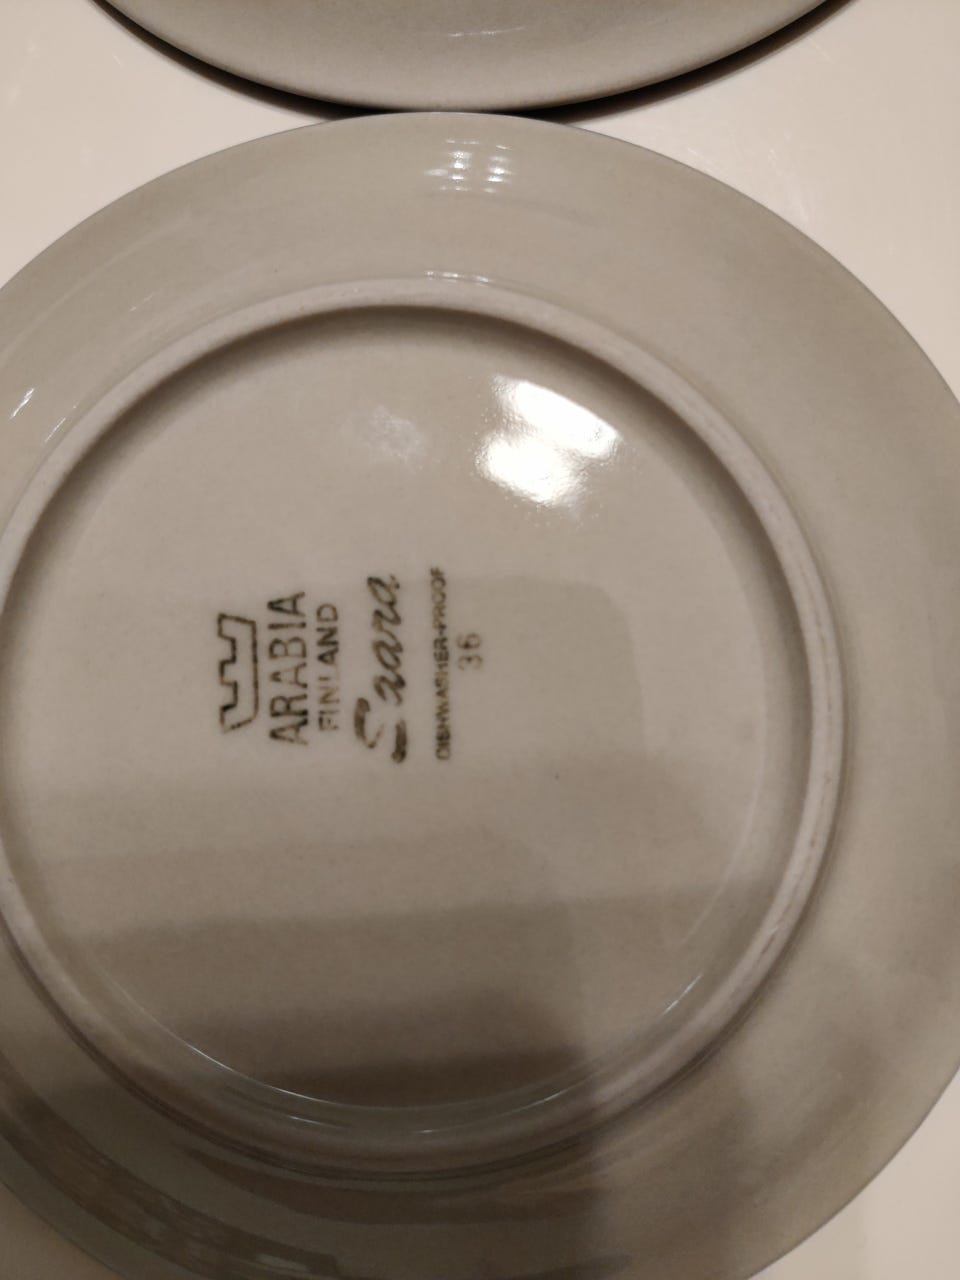 ARABIA
FINLAND
Saara
DISHWASHER-PROOF
36